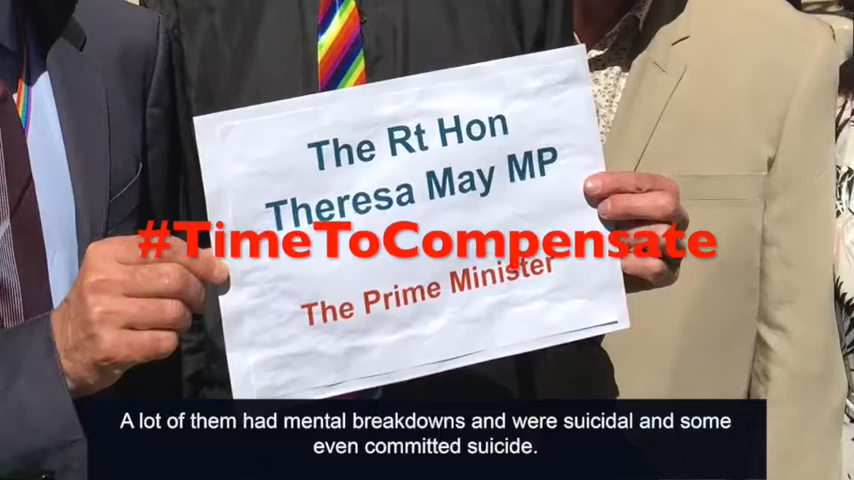 The Rt Hon
Theresa May MP
#TimeToCompensate
The Prime Minister
A lot of them had mental breakdowns and were suicidal and some
even committed suicide.